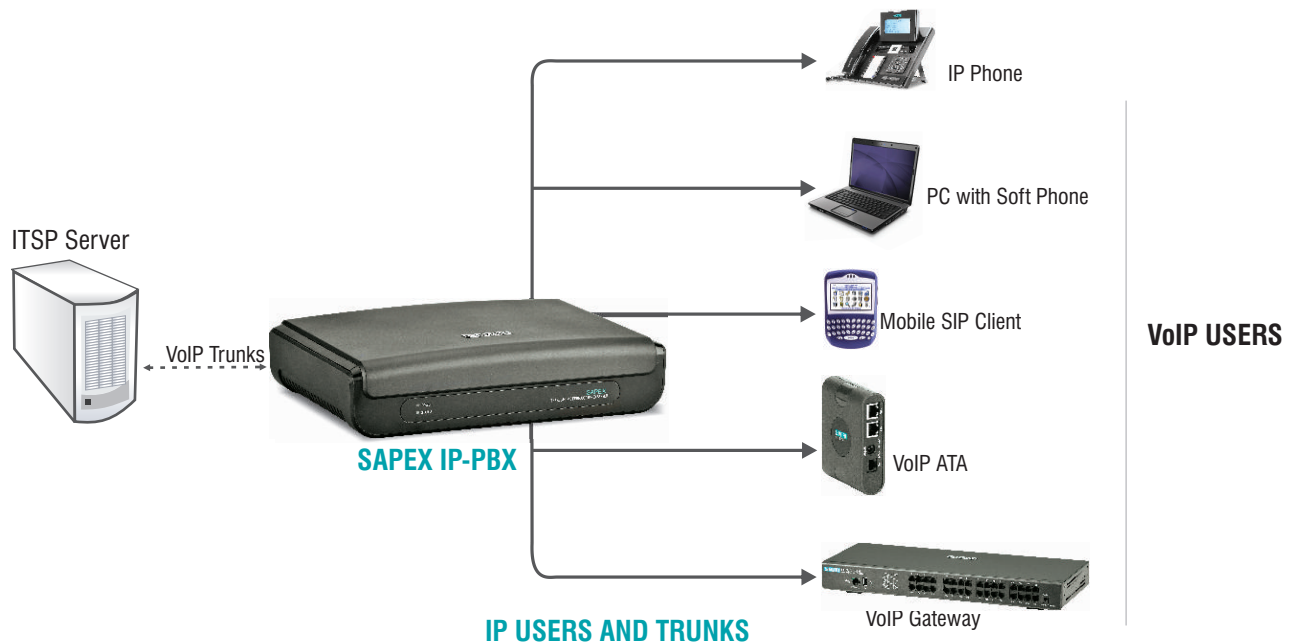 IP Phone
PC with Soft Phone
ITSP Server
Mobile SIP Client
VoIP USERS
VoIP Trunks
SAPEX
SAPEX IP-PBX
VoIP ATA
VoIP Gateway
IP USERS AND TRUNKS